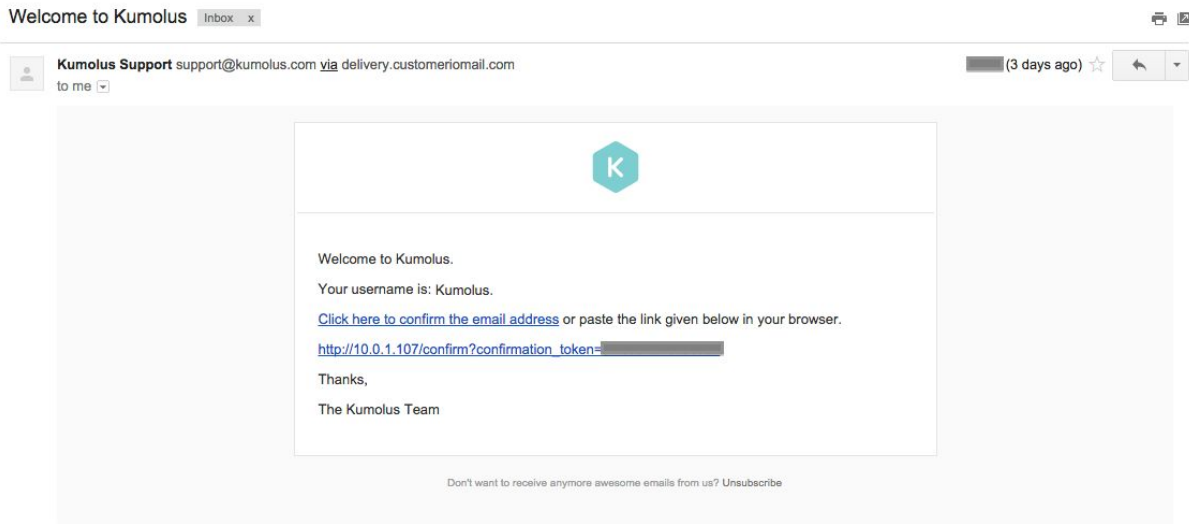 Welcome to Kumolus Inbox x
Kumolus Support support@kumolus.com via delivery.customeriomail.com (3 days ago)
to me
K
Welcome to Kumolus.
Your username is: Kumolus.
Click here to confirm the email address or paste the link given below in your browser.
http://10.0.1.107/confirm?confirmation_token=
Thanks,
The Kumolus Team
Don't want to receive anymore awesome emails from us? Unsubscribe